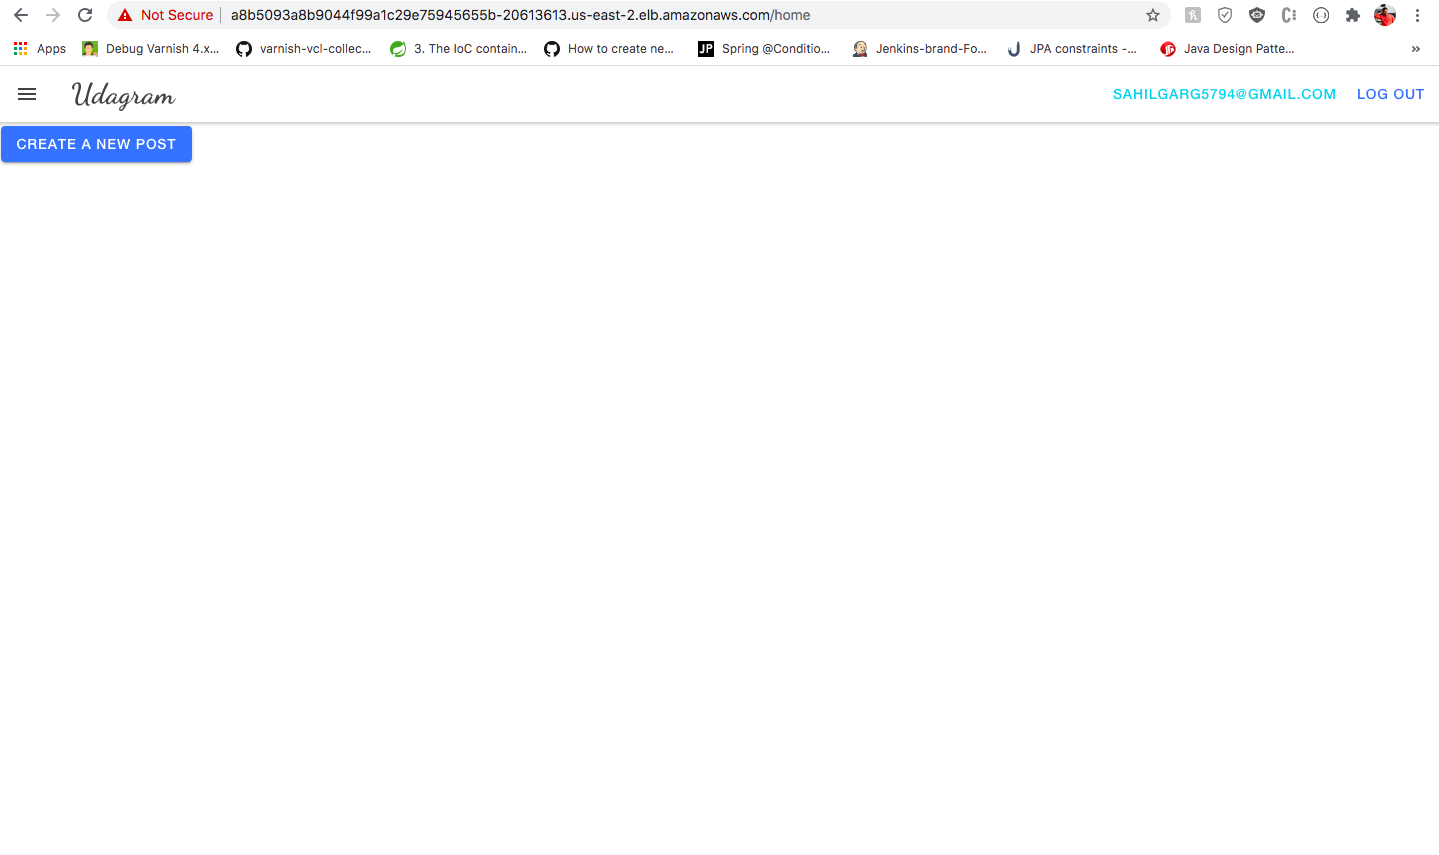 Not Secure a8b5093a8b9044f99a1c29e75945655b-20613613.us-east-2.elb.amazonaws.com/home
Apps Debug Varnish 4.x... varnish-vcl-collec... 3. The IoC contain... How to create ne... JP Spring @Conditio... Jenkins-brand-Fo... JPA constraints -... Java Design Patte... »
Udagram SAHILGARG5794@GMAIL.COM LOG OUT
CREATE A NEW POST